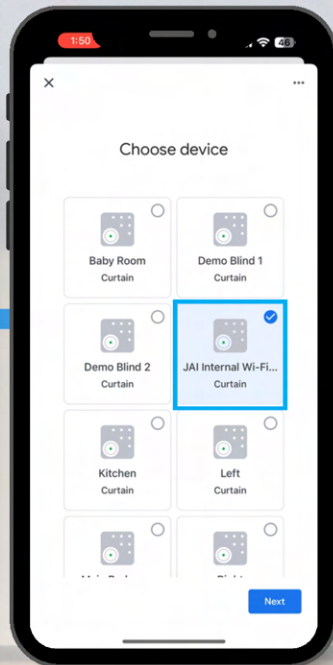 1:50
46
Choose device
Baby Room
Curtain
Demo Blind 1
Curtain
Demo Blind 2
Curtain
JAI Internal Wi-Fi...
Curtain
Kitchen
Curtain
Left
Curtain
Next